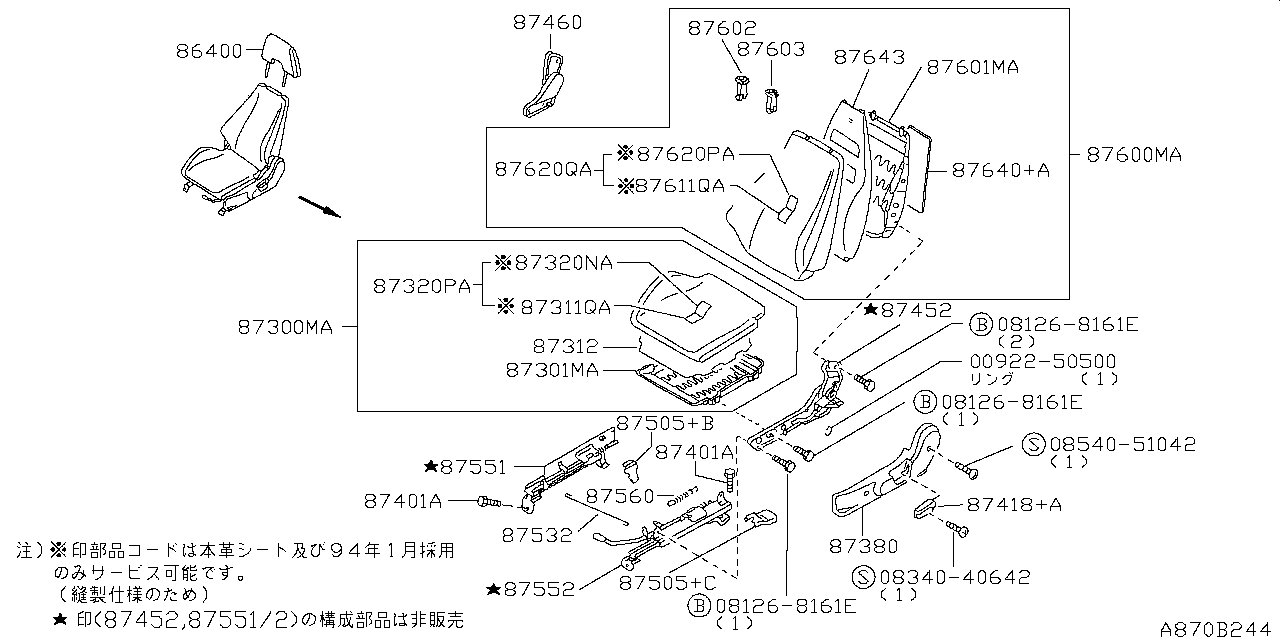 86400
87460
87602
87603
87643
87601MA
87620QA
※87620PA
※87611QA
87640+A
87600MA
※87320NA
87320PA
※87311QA
87300MA
87312
87301MA
★87452
Ⓑ08126-8161E
(2)
00922-50500
リング (1)
Ⓑ08126-8161E
(1)
Ⓢ08540-51042
(1)
87505+B
87401A
★87551
87401A
87560
87532
87418+A
87380
★87552
87505+C
Ⓢ08340-40642
(1)
Ⓑ08126-8161E
(1)
注)※印部品コードは本革シート及び94年1月採用
のみサービス可能です。
(縫製仕様のため)
★ 印(87452,87551/2)の構成部品は非販売
A870B244